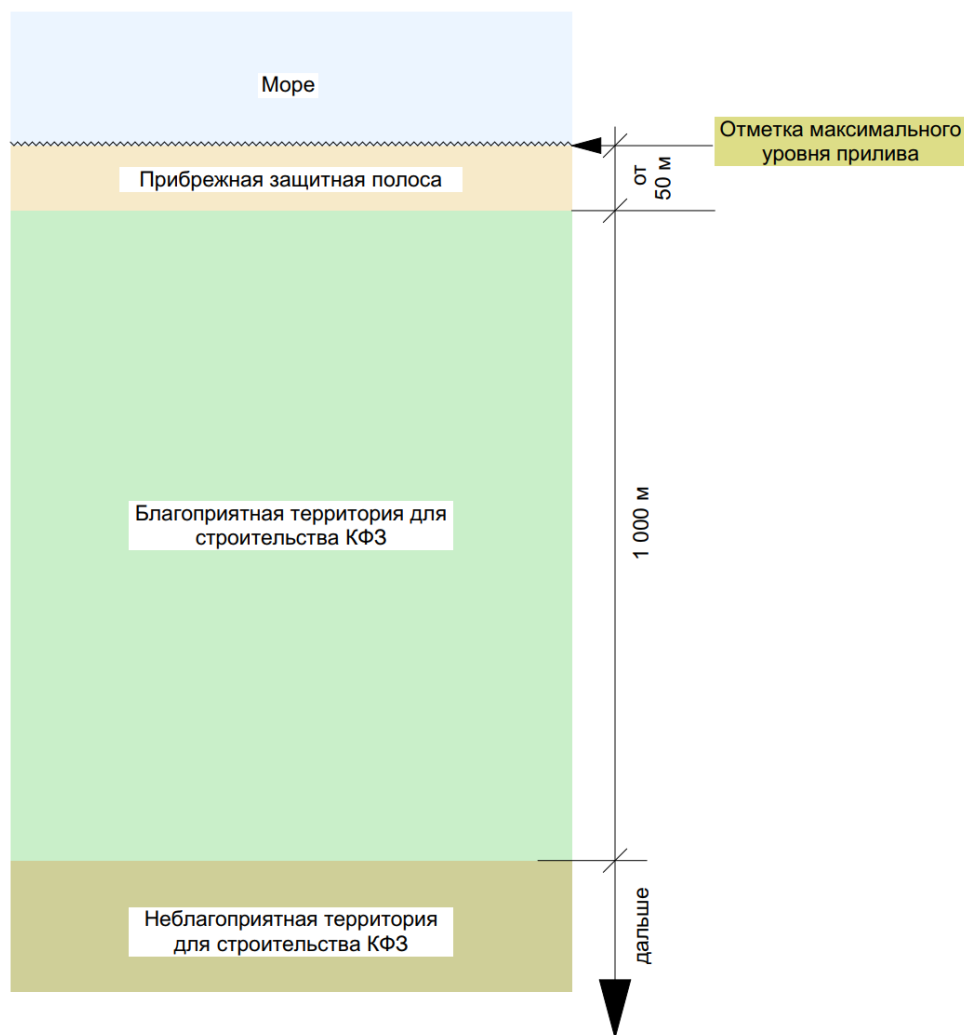 Море
Отметка максимального
уровня прилива
Прибрежная защитная полоса
от
50 м
Благоприятная территория для
строительства КФЗ
1 000 м
Неблагоприятная территория
для строительства КФЗ
дальше